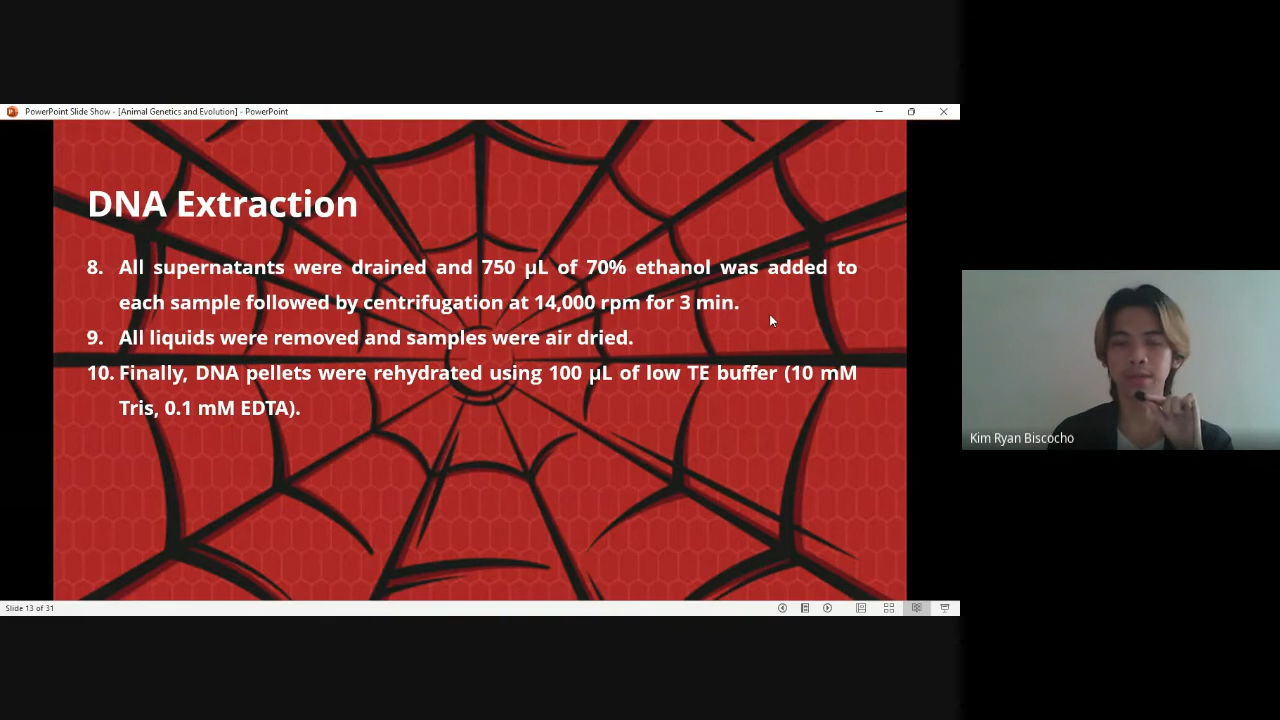 PowerPoint Slide Show - [Animal Genetics and Evolution] - PowerPoint
DNA Extraction
8. All supernatants were drained and 750 µL of 70% ethanol was added to
each sample followed by centrifugation at 14,000 rpm for 3 min.
9. All liquids were removed and samples were air dried.
10. Finally, DNA pellets were rehydrated using 100 µL of low TE buffer (10 mM
Tris, 0.1 mM EDTA).
Kim Ryan Biscocho
Slide 13 of 31